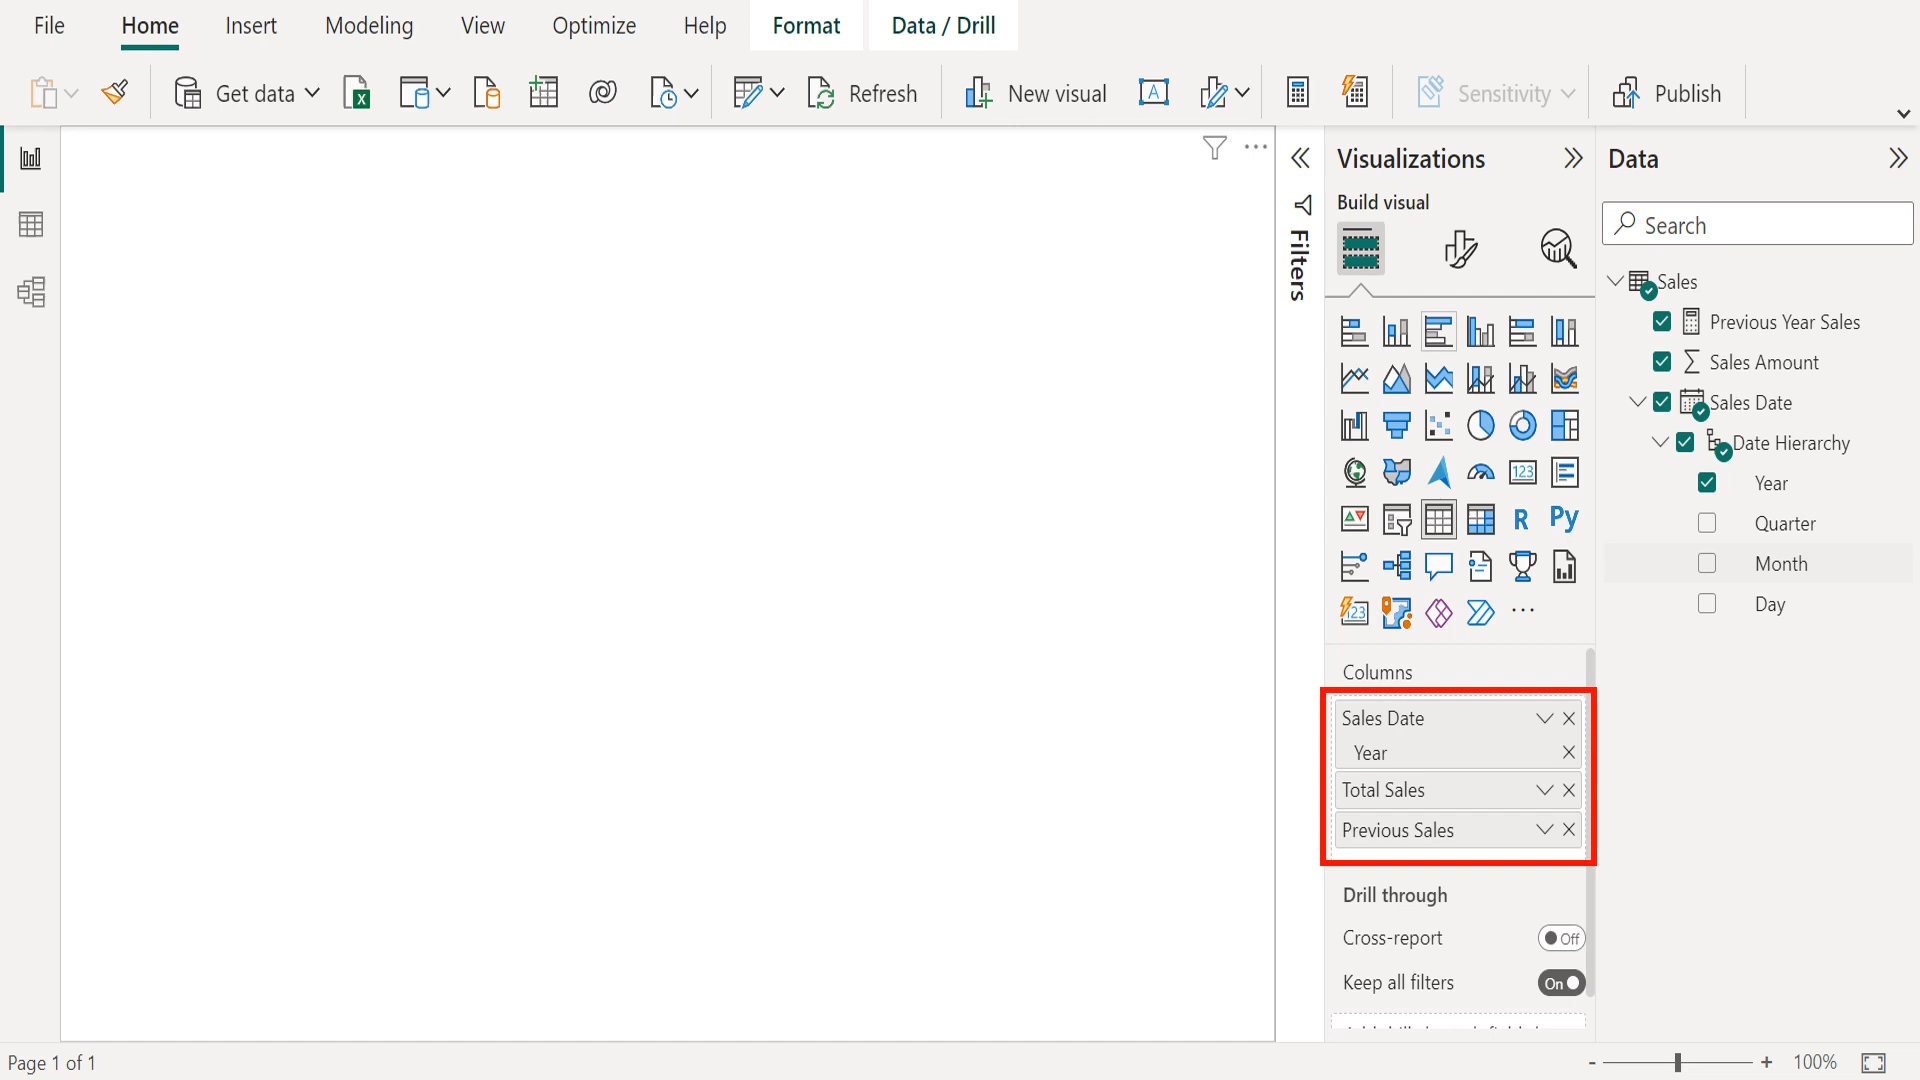 File Home Insert Modeling View Optimize Help Format Data / Drill
Get data Refresh New visual Sensitivity Publish
Filters
Visualizations
Build visual
123
R
Py
123
Columns
Sales Date
Year
Total Sales
Previous Sales
Drill through
Cross-report Off
Keep all filters On
Data
Search
Sales
Previous Year Sales
Sales Amount
Sales Date
Date Hierarchy
Year
Quarter
Month
Day
Page 1 of 1
- + 100%